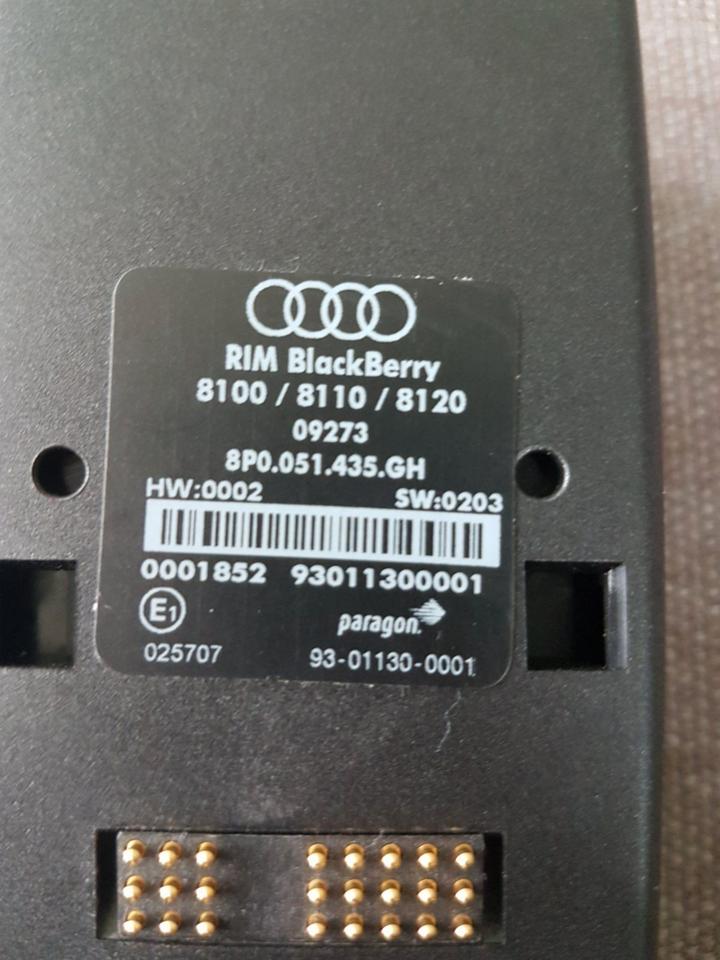 RIM BlackBerry
8100 / 8110 / 8120
09273
8P0.051.435.GH
HW:0002 SW:0203
0001852 93011300001
E1 paragon
025707 93-01130-0001